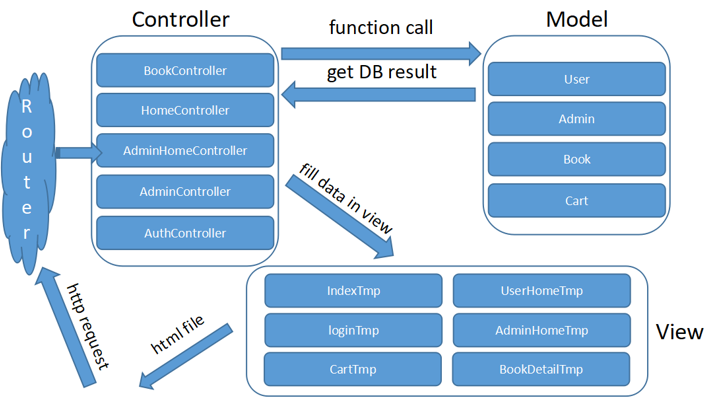 Controller
function call
Model
BookController
HomeController
AdminHomeController
AdminController
AuthController
get DB result
User
Admin
Book
Cart
Router
fill data in view
IndexTmp
UserHomeTmp
loginTmp
AdminHomeTmp
CartTmp
BookDetailTmp
View
html file
http request